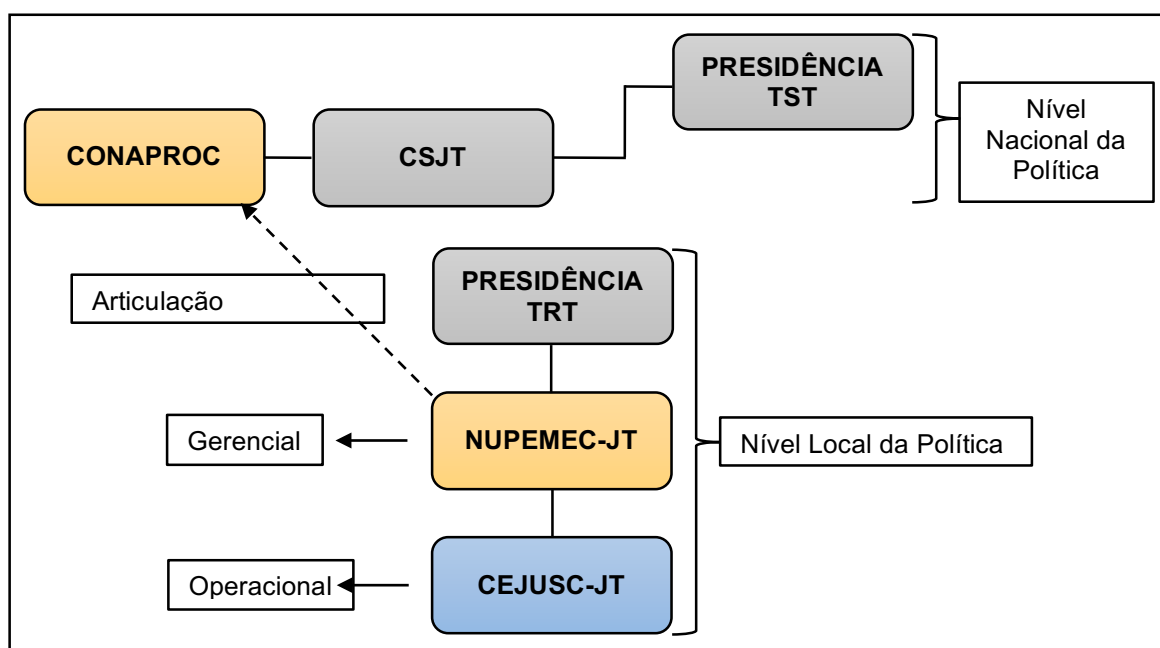 PRESIDÊNCIA
TST
Nível
Nacional da
Política
CONAPROC
CSJT
PRESIDÊNCIA
TRT
Articulação
Gerencial
NUPEMEC-JT
Nível Local da Política
Operacional
CEJUSC-JT